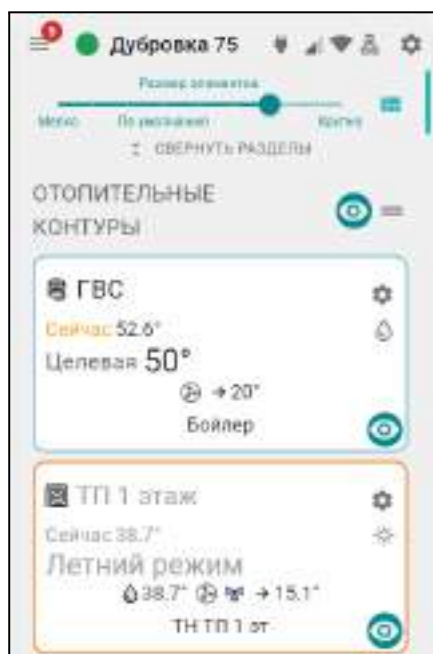 9
Дубровка 75
Размер элементов
Мелко По умолчанию Крупно
СВЕРНУТЬ РАЗДЕЛЫ
ОТОПИТЕЛЬНЫЕ
КОНТУРЫ
ГВС
Сейчас 52.6°
Целевая 50°
→ 20°
Бойлер
ТП 1 этаж
Сейчас 38.7°
Летний режим
38.7° → 15.1°
ТН ТП 1 эт